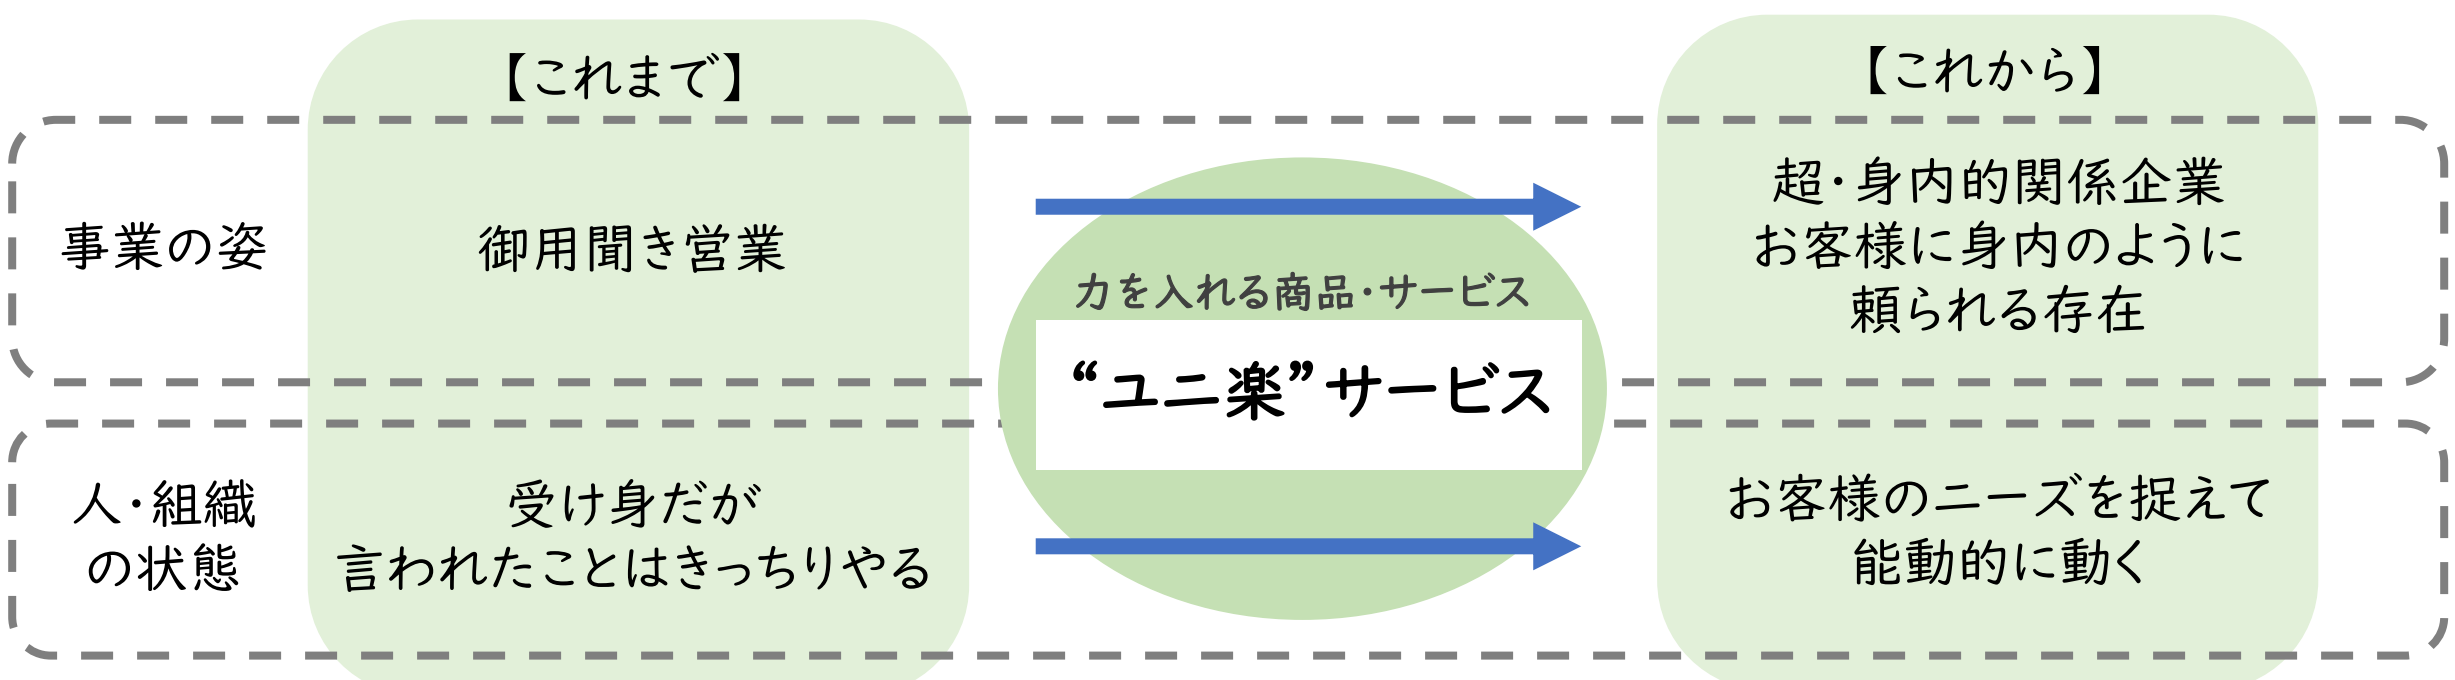 【これまで】
【これから】
事業の姿
御用聞き営業
超・身内的関係企業
お客様に身内のように
頼られる存在
力を入れる商品・サービス
“ユニ楽”サービス
人・組織
の状態
受け身だが
言われたことはきっちりやる
お客様のニーズを捉えて
能動的に動く